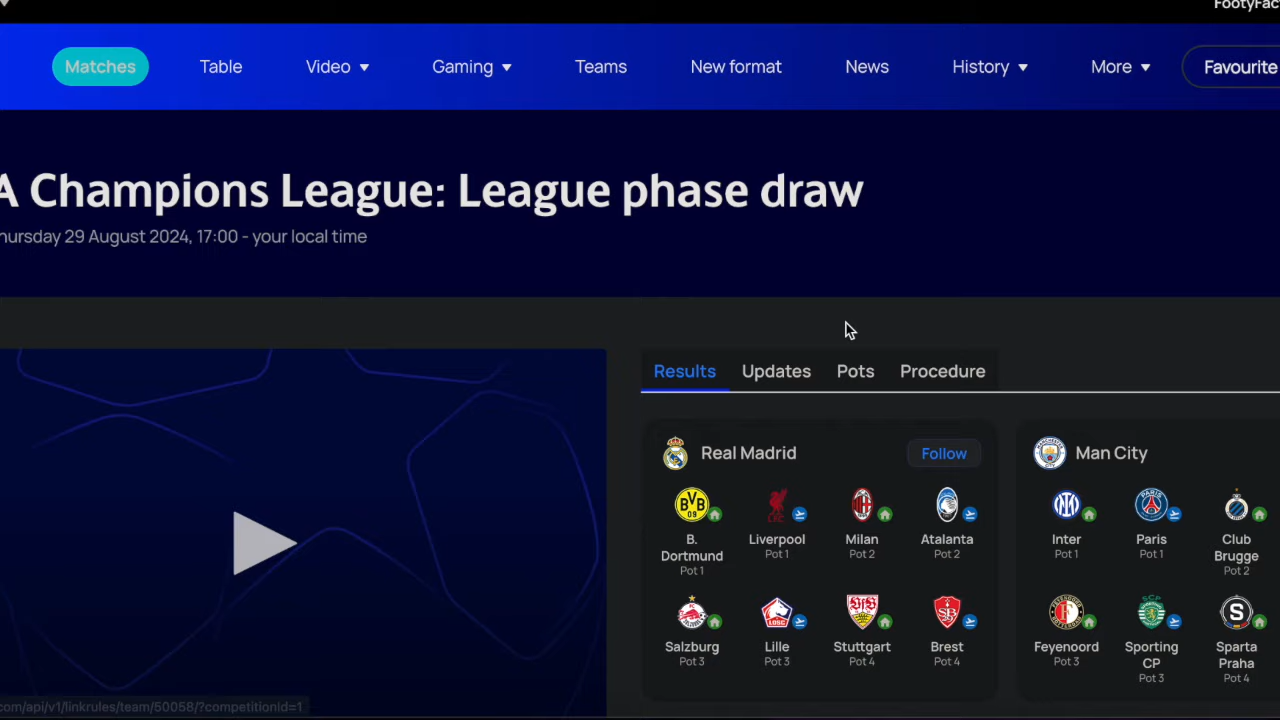 FootyFac
Matches Table Video Gaming Teams New format News History More Favourite
A Champions League: League phase draw
hursday 29 August 2024, 17:00 - your local time
Results Updates Pots Procedure
Real Madrid Follow Man City
B. Dortmund Pot 1
Liverpool Pot 1
Milan Pot 2
Atalanta Pot 2
Inter Pot 1
Paris Pot 1
Club Brugge Pot 2
Salzburg Pot 3
Lille Pot 3
Stuttgart Pot 4
Brest Pot 4
Feyenoord Pot 3
Sporting CP Pot 3
Sparta Praha Pot 4
com/api/v1/linkrules/team/50058/?competitionId=1